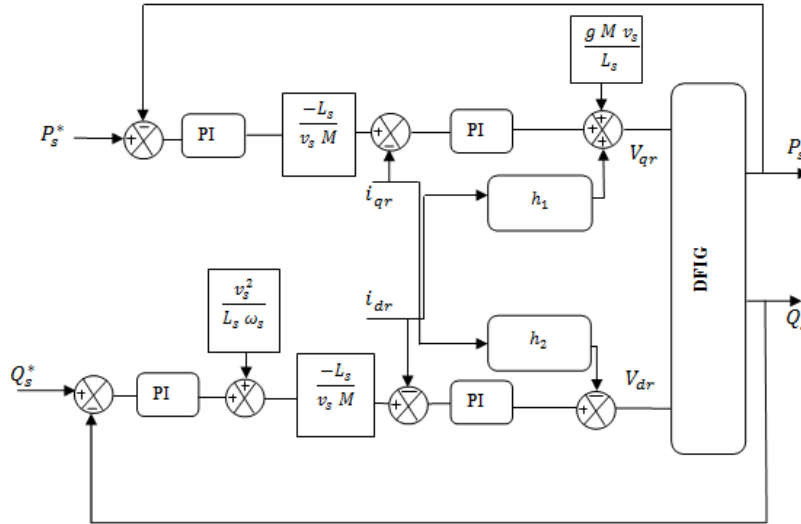 g M v_s
L_s
−L_s
v_s M
P_s^*
PI
PI
V_qr
P_s
i_qr
h_1
DFIG
v_s^2
L_s ω_s
i_dr
h_2
Q_s^*
PI
−L_s
v_s M
PI
V_dr
Q